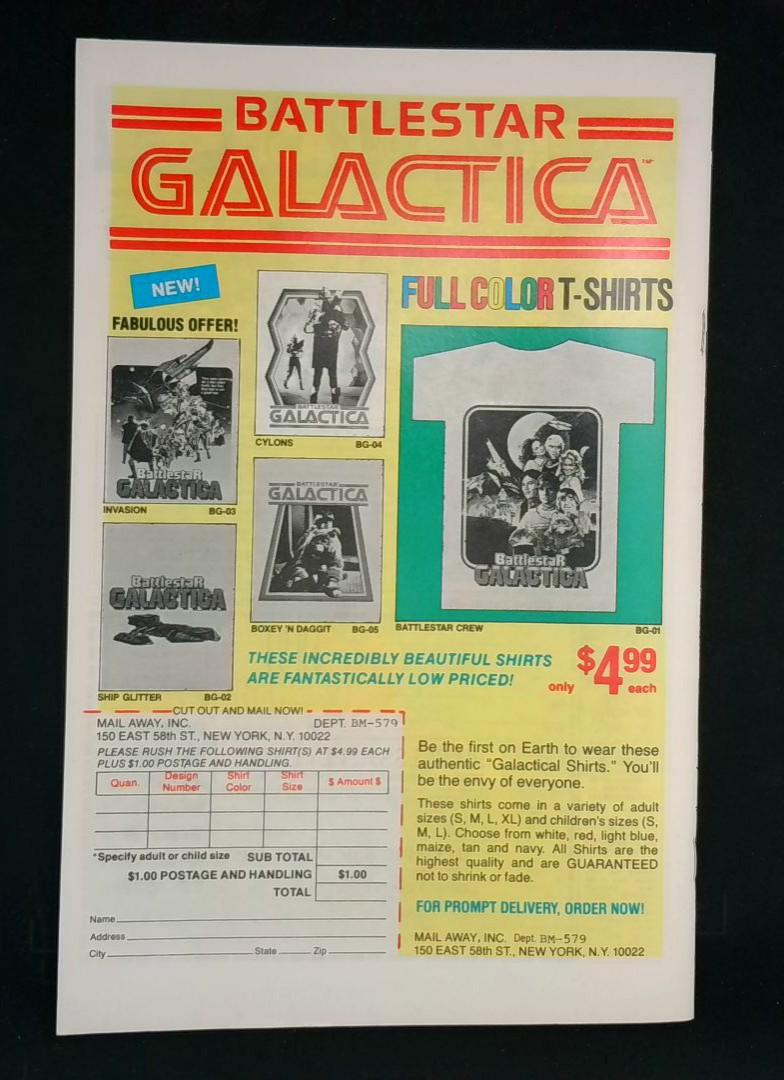 BATTLESTAR
GALACTICA™
NEW!
FABULOUS OFFER!
FULL COLOR T-SHIRTS
BattlestaR
GALACTICA
INVASION BG-03
BATTLESTAR
GALACTICA
CYLONS BG-04
BattlestaR
GALACTICA
SHIP GLITTER BG-02
BATTLESTAR
GALACTICA
BOXEY 'N DAGGIT BG-05
BattlestaR
GALACTICA
BATTLESTAR CREW BG-01
THESE INCREDIBLY BEAUTIFUL SHIRTS
ARE FANTASTICALLY LOW PRICED!
only $4.99 each
CUT OUT AND MAIL NOW!
MAIL AWAY, INC. DEPT. BM-579
150 EAST 58th ST., NEW YORK, N.Y. 10022
PLEASE RUSH THE FOLLOWING SHIRT(S) AT $4.99 EACH
PLUS $1.00 POSTAGE AND HANDLING.
Quan. Design Number Shirt Color Shirt Size $ Amount $
*Specify adult or child size SUB TOTAL
$1.00 POSTAGE AND HANDLING $1.00
TOTAL
Name
Address
City State Zip
Be the first on Earth to wear these
authentic "Galactical Shirts." You'll
be the envy of everyone.
These shirts come in a variety of adult
sizes (S, M, L, XL) and children's sizes (S,
M, L). Choose from white, red, light blue,
maize, tan and navy. All Shirts are the
highest quality and are GUARANTEED
not to shrink or fade.
FOR PROMPT DELIVERY, ORDER NOW!
MAIL AWAY, INC. Dept. BM-579
150 EAST 58th ST., NEW YORK, N.Y. 10022